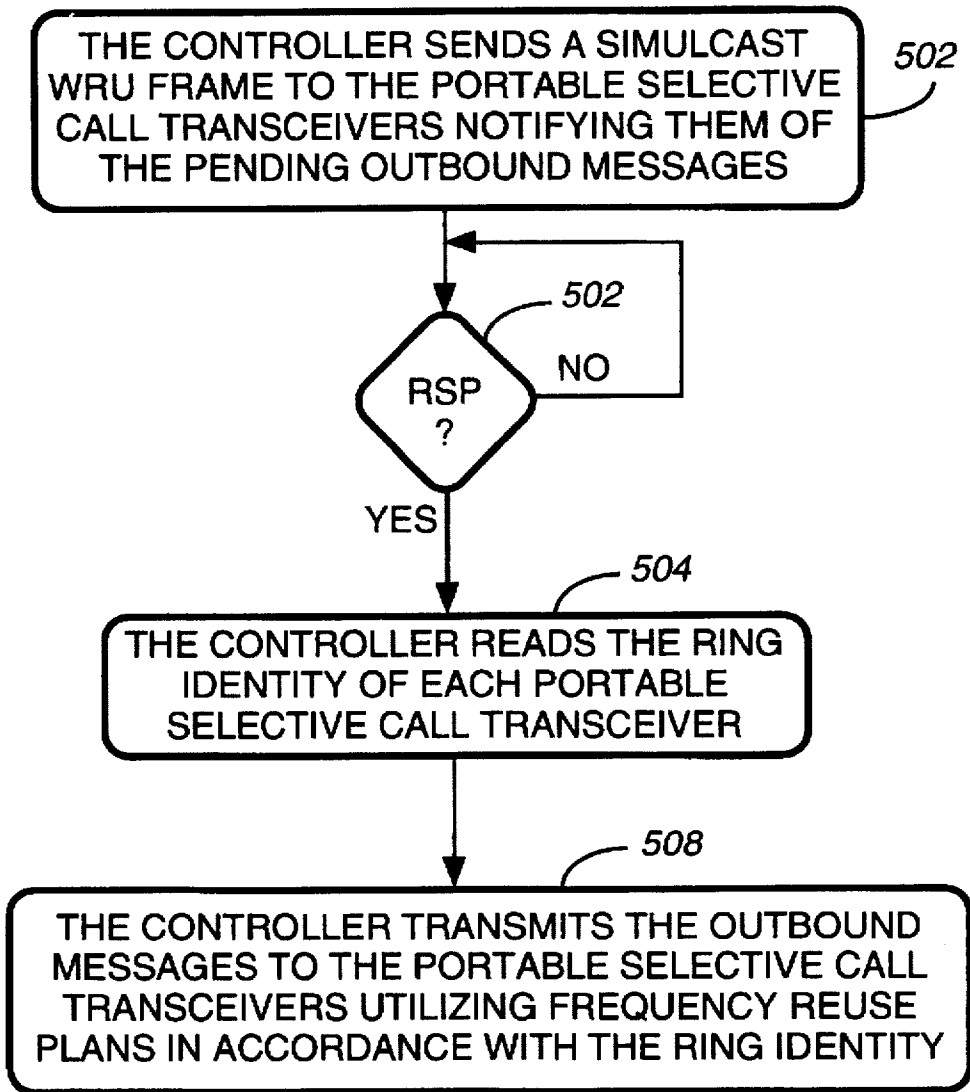 THE CONTROLLER SENDS A SIMULCAST
WRU FRAME TO THE PORTABLE SELECTIVE
CALL TRANSCEIVERS NOTIFYING THEM OF
THE PENDING OUTBOUND MESSAGES
502
502
RSP
?
NO
YES
504
THE CONTROLLER READS THE RING
IDENTITY OF EACH PORTABLE
SELECTIVE CALL TRANSCEIVER
508
THE CONTROLLER TRANSMITS THE OUTBOUND
MESSAGES TO THE PORTABLE SELECTIVE CALL
TRANSCEIVERS UTILIZING FREQUENCY REUSE
PLANS IN ACCORDANCE WITH THE RING IDENTITY